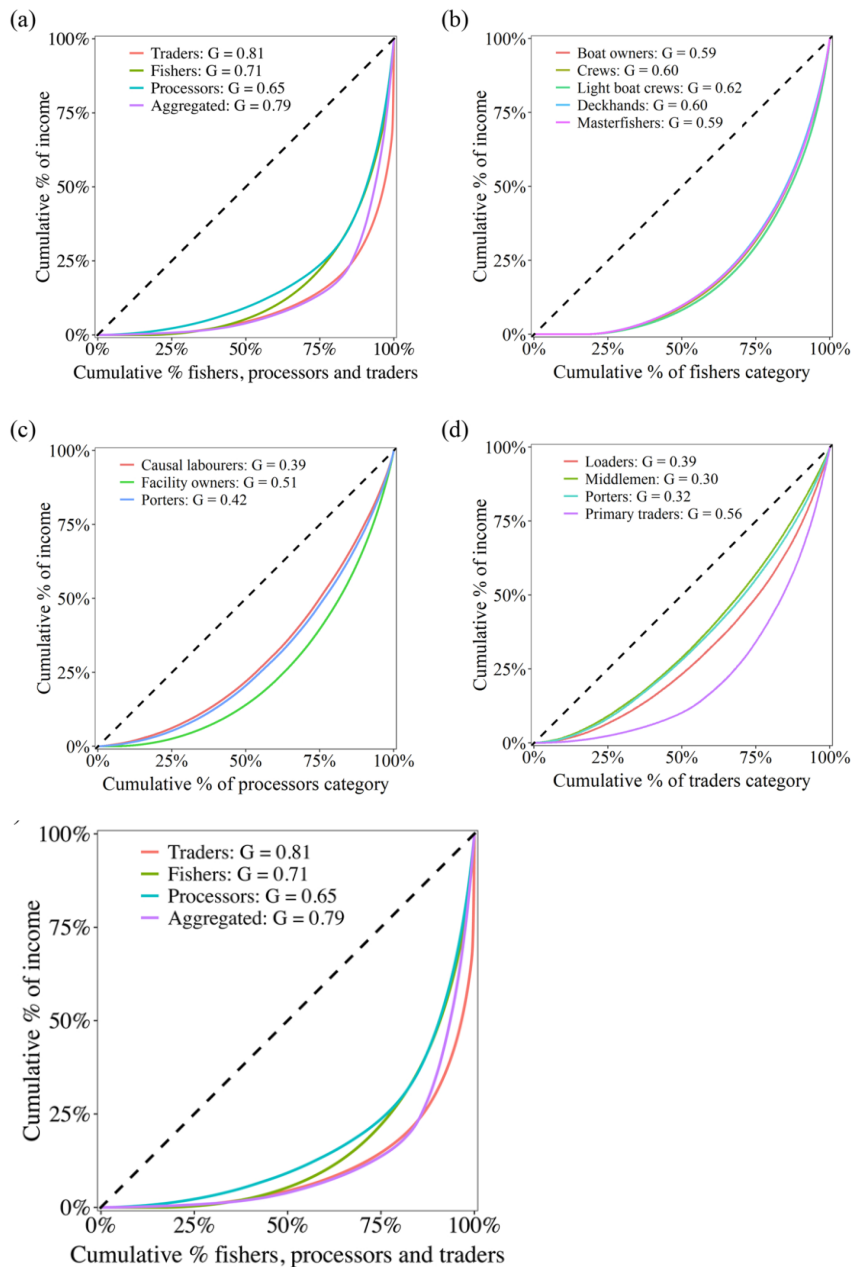 (a)
100%
75%
50%
25%
0%
Cumulative % of income
Traders: G = 0.81
Fishers: G = 0.71
Processors: G = 0.65
Aggregated: G = 0.79
0% 25% 50% 75% 100%
Cumulative % fishers, processors and traders
(b)
100%
75%
50%
25%
0%
Cumulative % of income
Boat owners: G = 0.59
Crews: G = 0.60
Light boat crews: G = 0.62
Deckhands: G = 0.60
Masterfishers: G = 0.59
0% 25% 50% 75% 100%
Cumulative % of fishers category
(c)
100%
75%
50%
25%
0%
Cumulative % of income
Causal labourers: G = 0.39
Facility owners: G = 0.51
Porters: G = 0.42
0% 25% 50% 75% 100%
Cumulative % of processors category
(d)
100%
75%
50%
25%
0%
Cumulative % of income
Loaders: G = 0.39
Middlemen: G = 0.30
Porters: G = 0.32
Primary traders: G = 0.56
0% 25% 50% 75% 100%
Cumulative % of traders category
100%
75%
50%
25%
0%
Cumulative % of income
Traders: G = 0.81
Fishers: G = 0.71
Processors: G = 0.65
Aggregated: G = 0.79
0% 25% 50% 75% 100%
Cumulative % fishers, processors and traders